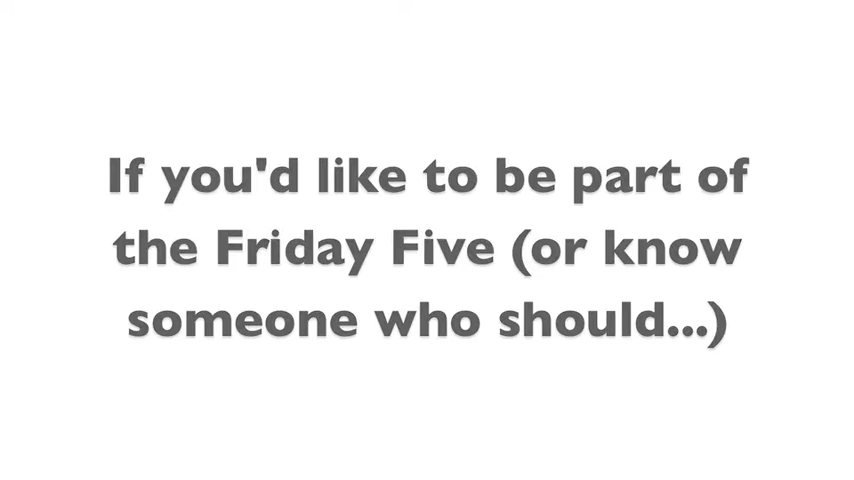 If you'd like to be part of
the Friday Five (or know
someone who should...)